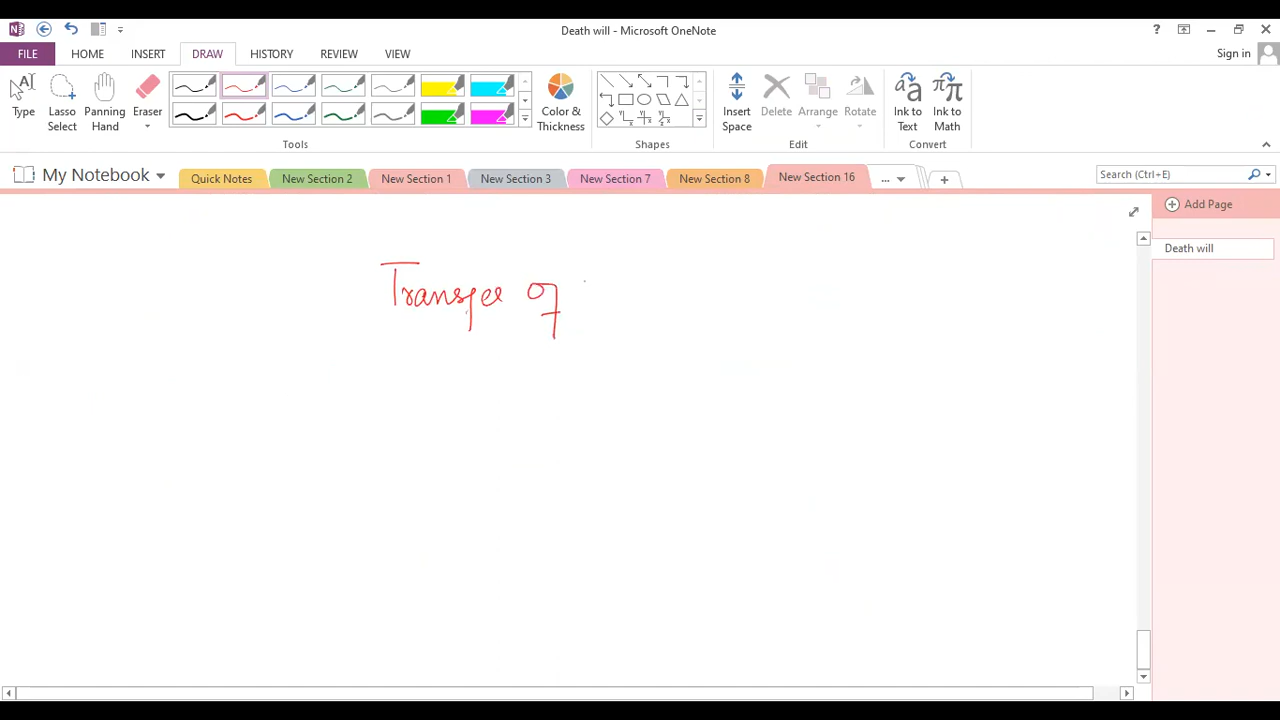 Death will - Microsoft OneNote
?
FILE HOME INSERT DRAW HISTORY REVIEW VIEW Sign in
Type
Lasso Select
Panning Hand
Eraser
Color & Thickness
Insert Space
Delete
Arrange
Rotate
Ink to Text
Ink to Math
Tools Shapes Edit Convert
My Notebook Quick Notes New Section 2 New Section 1 New Section 3 New Section 7 New Section 8 New Section 16 ... + Search (Ctrl+E)
Add Page
Death will
Transfer of